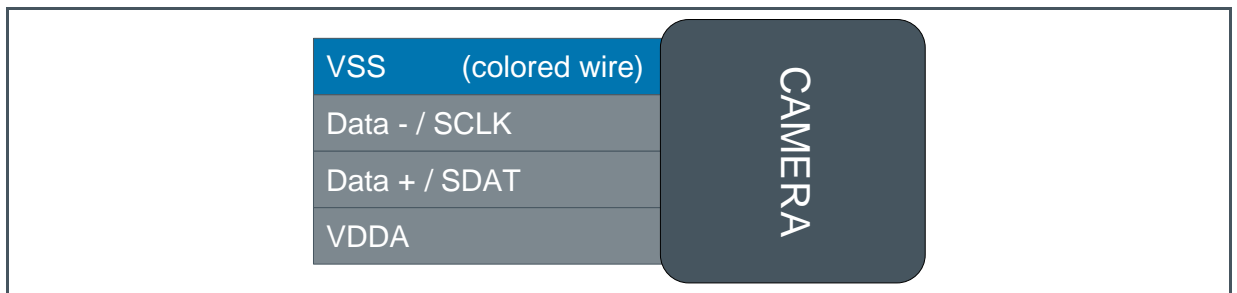 VSS (colored wire)
Data - / SCLK
Data + / SDAT
VDDA
CAMERA